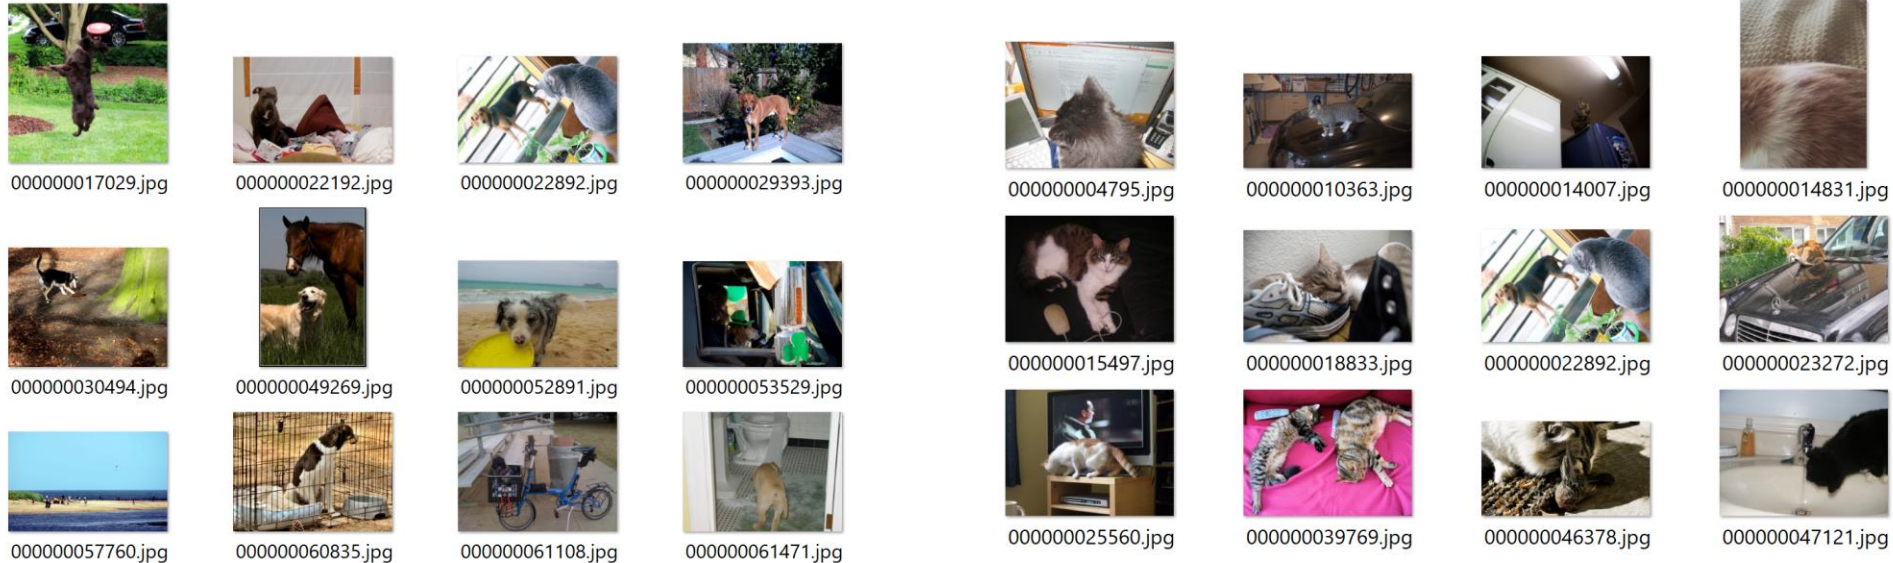 000000017029.jpg 000000022192.jpg 000000022892.jpg 000000029393.jpg
000000030494.jpg 000000049269.jpg 000000052891.jpg 000000053529.jpg
000000057760.jpg 000000060835.jpg 000000061108.jpg 000000061471.jpg
000000004795.jpg 000000010363.jpg 000000014007.jpg 000000014831.jpg
000000015497.jpg 000000018833.jpg 000000022892.jpg 000000023272.jpg
000000025560.jpg 000000039769.jpg 000000046378.jpg 000000047121.jpg